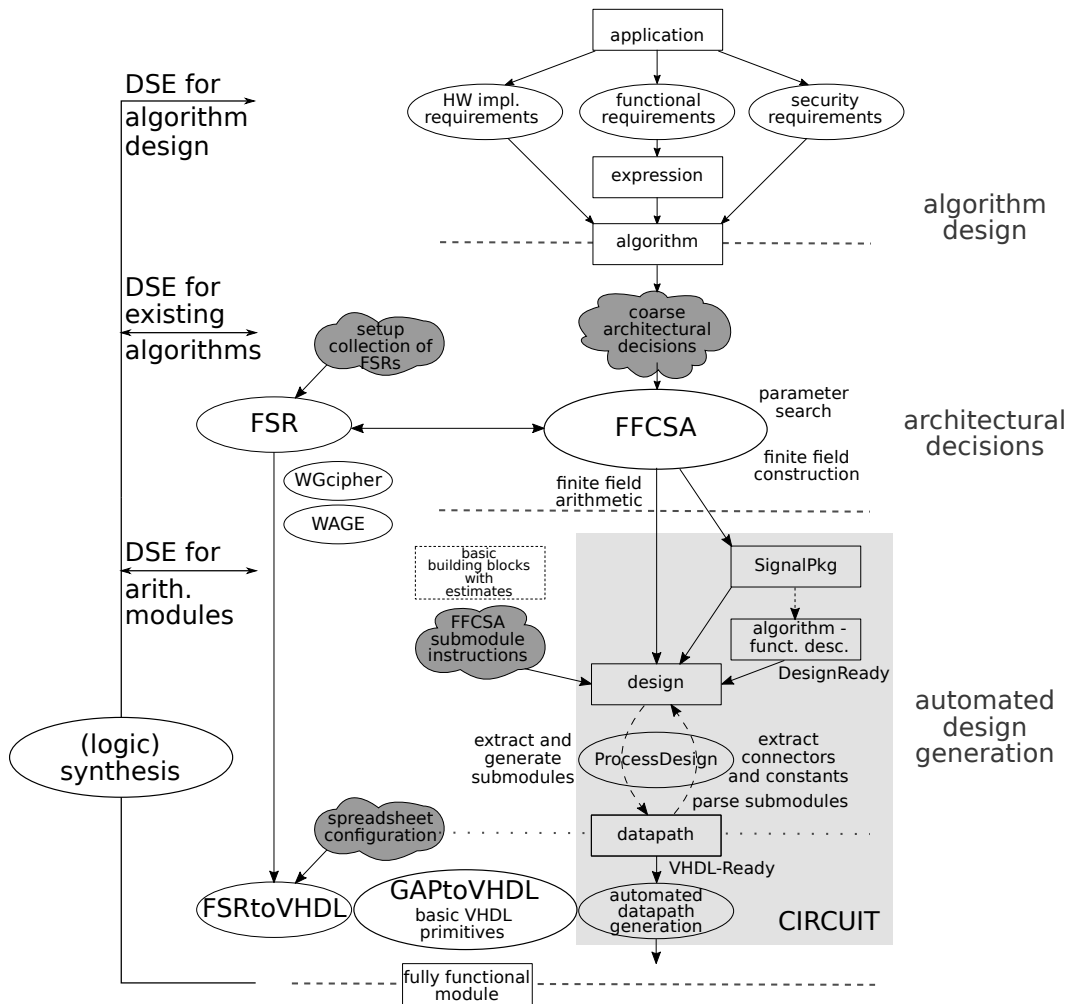 application
DSE for
algorithm
design
HW impl.
requirements
functional
requirements
security
requirements
expression
algorithm
design
algorithm
DSE for
existing
algorithms
setup
collection of
FSRs
coarse
architectural
decisions
parameter
search
FSR
FFCSA
architectural
decisions
finite field
construction
WGcipher
finite field
arithmetic
WAGE
DSE for
arith.
modules
basic
building blocks
with
estimates
SignalPkg
FFCSA
submodule
instructions
algorithm -
funct. desc.
DesignReady
design
automated
design
generation
(logic)
synthesis
extract and
generate
submodules
ProcessDesign
extract
connectors
and constants
parse submodules
spreadsheet
configuration
datapath
VHDL-Ready
FSRtoVHDL
GAPtoVHDL
basic VHDL
primitives
automated
datapath
generation
CIRCUIT
fully functional
module